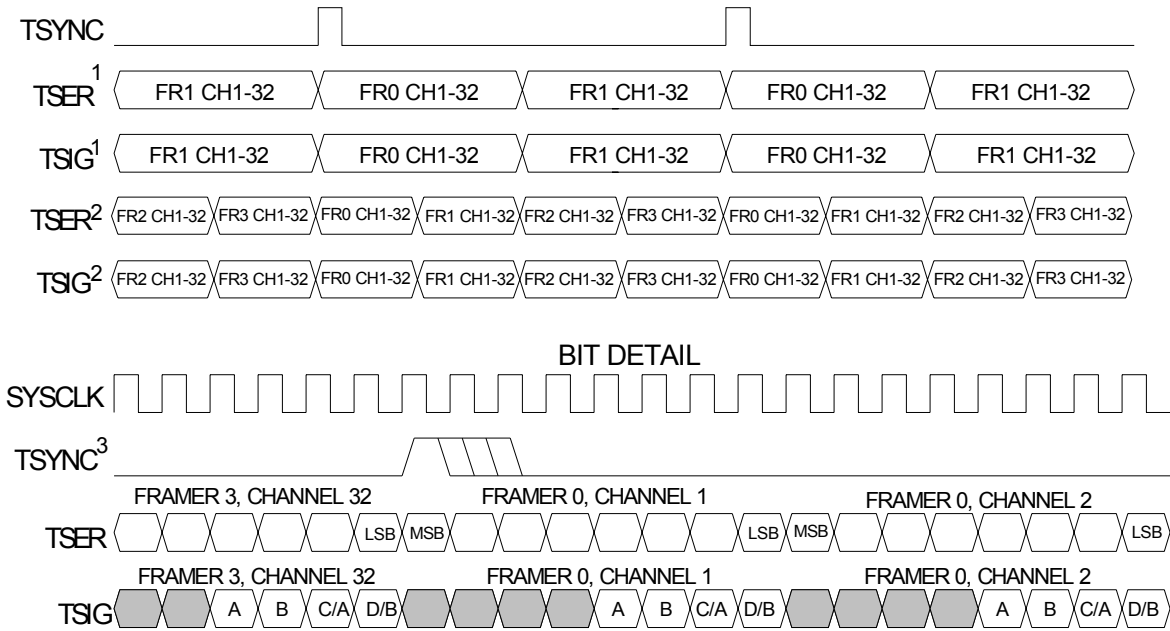 TSYNC
TSER1 FR1 CH1-32 FR0 CH1-32 FR1 CH1-32 FR0 CH1-32 FR1 CH1-32
TSIG1 FR1 CH1-32 FR0 CH1-32 FR1 CH1-32 FR0 CH1-32 FR1 CH1-32
TSER2 FR2 CH1-32 FR3 CH1-32 FR0 CH1-32 FR1 CH1-32 FR2 CH1-32 FR3 CH1-32 FR0 CH1-32 FR1 CH1-32 FR2 CH1-32 FR3 CH1-32
TSIG2 FR2 CH1-32 FR3 CH1-32 FR0 CH1-32 FR1 CH1-32 FR2 CH1-32 FR3 CH1-32 FR0 CH1-32 FR1 CH1-32 FR2 CH1-32 FR3 CH1-32
BIT DETAIL
SYSCLK
TSYNC3
FRAMER 3, CHANNEL 32 FRAMER 0, CHANNEL 1 FRAMER 0, CHANNEL 2
TSER LSB MSB LSB MSB LSB
FRAMER 3, CHANNEL 32 FRAMER 0, CHANNEL 1 FRAMER 0, CHANNEL 2
TSIG A B C/A D/B A B C/A D/B A B C/A D/B